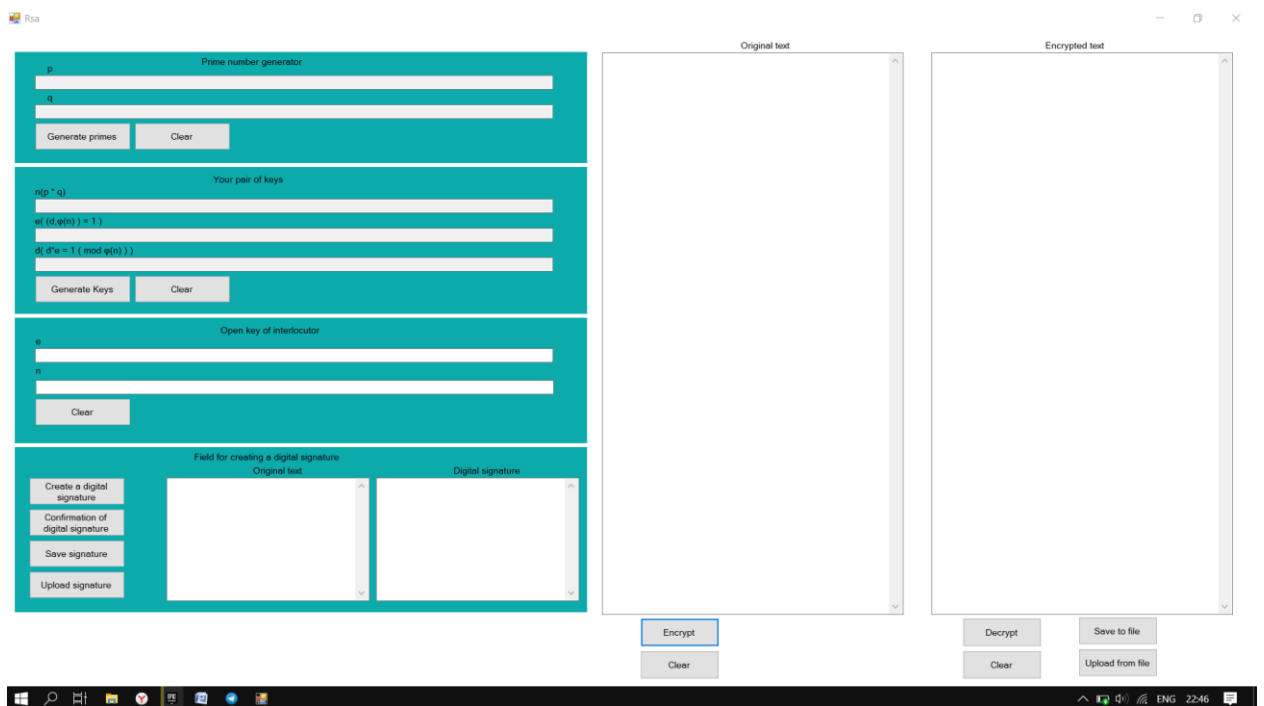 Rsa
Prime number generator
p
q
Generate primes
Clear
Your pair of keys
n(p * q)
e( (d,φ(n) ) = 1 )
d( d*e = 1 ( mod φ(n) ) )
Generate Keys
Clear
Open key of interlocutor
e
n
Clear
Field for creating a digital signature
Original text
Digital signature
Create a digital
signature
Confirmation of
digital signature
Save signature
Upload signature
Original text
Encrypt
Clear
Encrypted text
Decrypt
Clear
Save to file
Upload from file
ENG
22:46